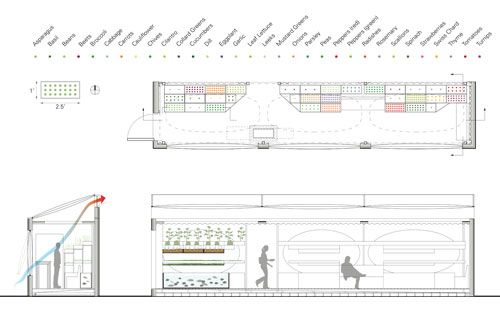 Asparagus
Basil
Beans
Beets
Broccoli
Cabbage
Carrots
Cauliflower
Chives
Cilantro
Collard Greens
Cucumbers
Dill
Eggplant
Garlic
Leaf Lettuce
Leeks
Mustard Greens
Onions
Parsley
Peas
Peppers (red)
Peppers (green)
Radishes
Rosemary
Scallions
Spinach
Strawberries
Swiss Chard
Thyme
Tomatoes
Turnips
1'
2.5'